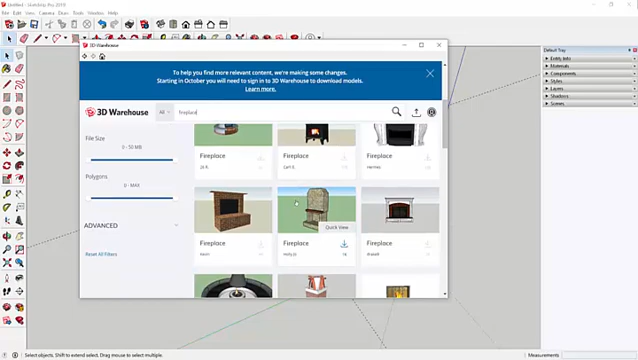 Untitled - SketchUp Pro 2019
File Edit View Camera Draw Tools Window Help
3D Warehouse
To help you find more relevant content, we're making some changes.
Starting in October you will need to sign in to 3D Warehouse to download models.
Learn more.
3D Warehouse
All
fireplace
File Size
0 - 50 MB
Polygons
0 - MAX
ADVANCED
Reset All Filters
Fireplace
Fireplace
Fireplace
Quick View
Fireplace
Fireplace
Fireplace
Default Tray
Entity Info
Materials
Components
Styles
Layers
Shadows
Scenes
Select objects. Shift to extend select. Drag mouse to select multiple.
Measurements